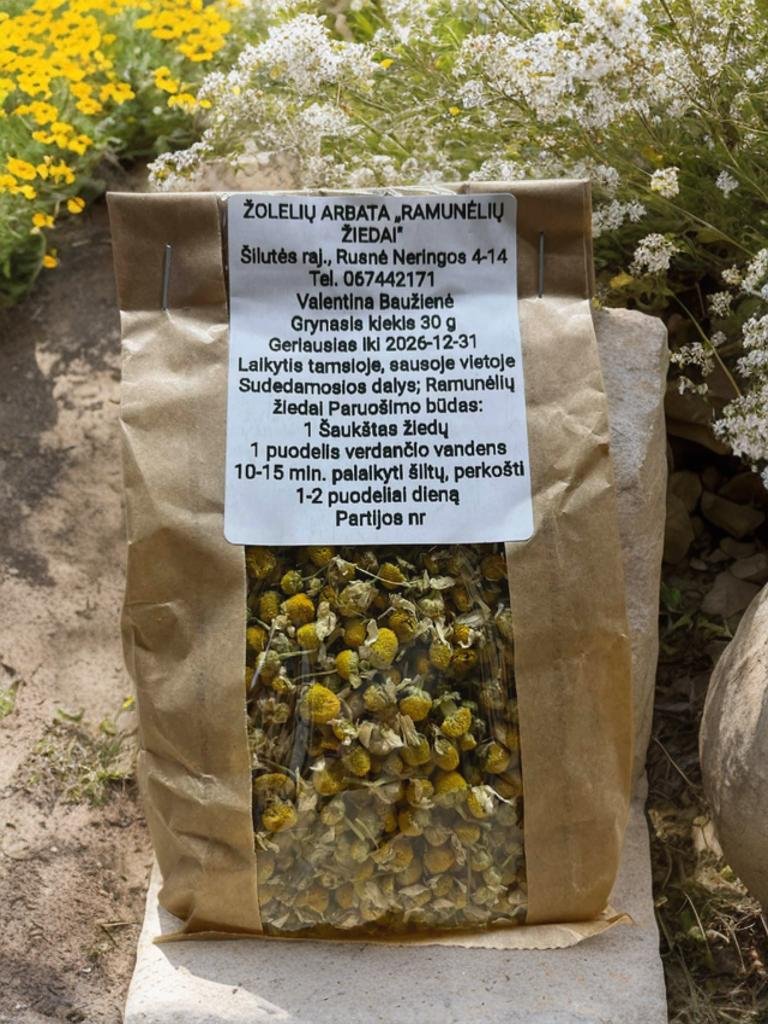 ŽOLELIŲ ARBATA „RAMUNĖLIŲ
ŽIEDAI"
Šilutės raj., Rusnė Neringos 4-14
Tel. 067442171
Valentina Baužienė
Grynasis kiekis 30 g
Geriausias iki 2026-12-31
Laikytis tamsioje, sausoje vietoje
Sudedamosios dalys; Ramunėlių
žiedai Paruošimo būdas:
1 Šaukštas žiedų
1 puodelis verdančio vandens
10-15 min. palaikyti šiltų, perkošti
1-2 puodeliai dieną
Partijos nr